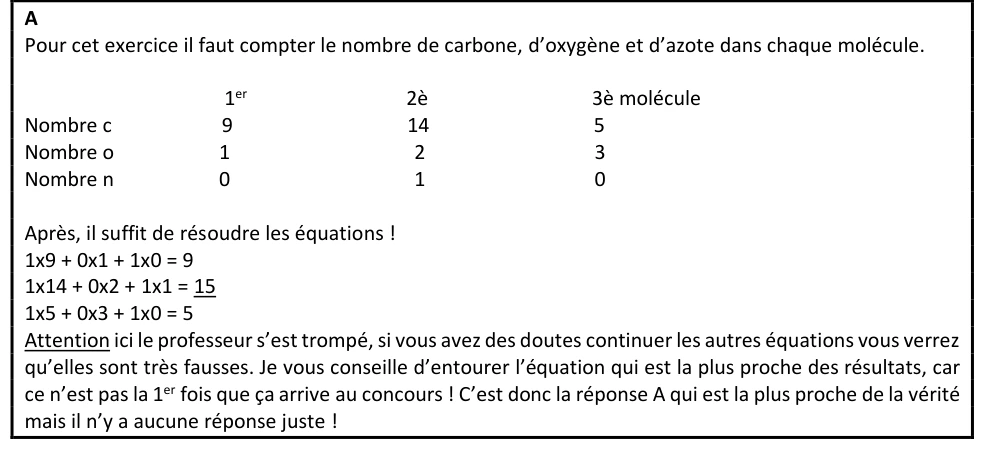 A
Pour cet exercice il faut compter le nombre de carbone, d’oxygène et d’azote dans chaque molécule.
1er 2è 3è molécule
Nombre c 9 14 5
Nombre o 1 2 3
Nombre n 0 1 0
Après, il suffit de résoudre les équations !
1x9 + 0x1 + 1x0 = 9
1x14 + 0x2 + 1x1 = 15
1x5 + 0x3 + 1x0 = 5
Attention ici le professeur s’est trompé, si vous avez des doutes continuer les autres équations vous verrez
qu’elles sont très fausses. Je vous conseille d’entourer l’équation qui est la plus proche des résultats, car
ce n’est pas la 1er fois que ça arrive au concours ! C’est donc la réponse A qui est la plus proche de la vérité
mais il n’y a aucune réponse juste !